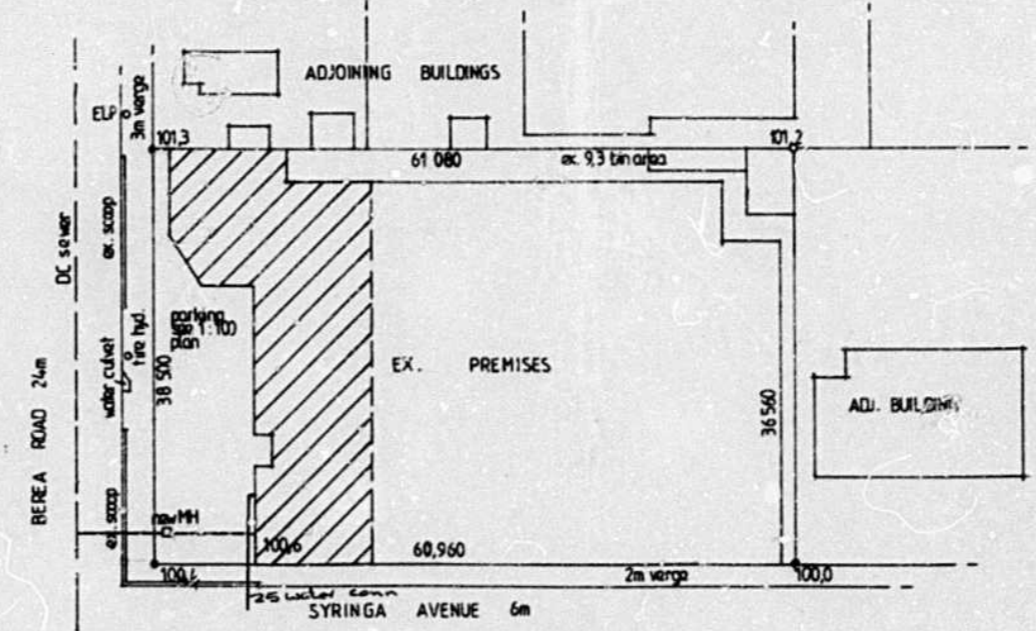 ADJOINING BUILDINGS
ELP
3m verge
101,3
61 080
ex. 9,3 bin area
101,2
DC sewer
ex. scoop
parking
plan
1:100
fire hyd.
38 500
water culvet
EX. PREMISES
36 560
ADJ. BUILDING
BEREA ROAD 24m
ex. scoop
new MH
100,6
60,960
2m verge
100,0
25 water conn
SYRINGA AVENUE 6m